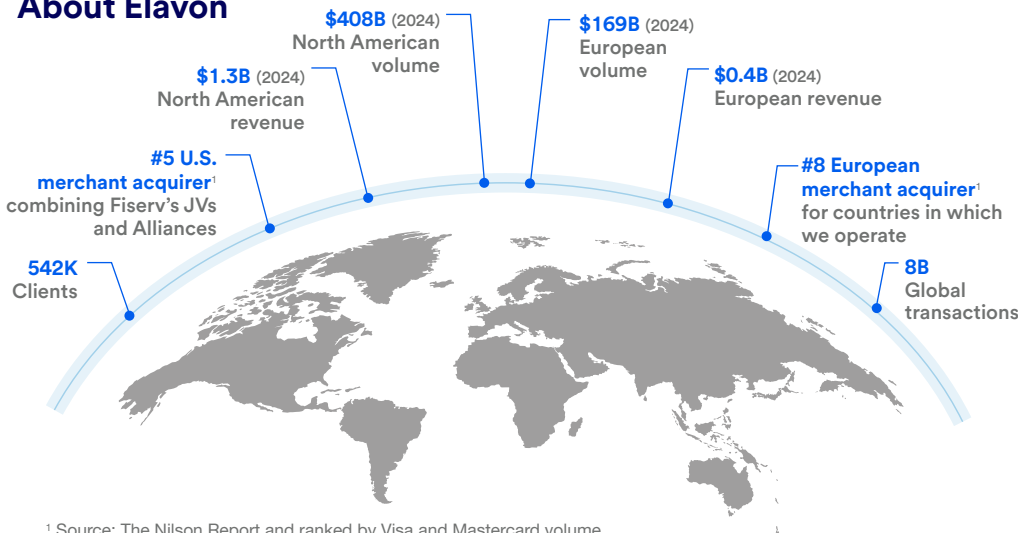 About Elavon
$408B (2024)
North American
volume
$169B (2024)
European
volume
$1.3B (2024)
North American
revenue
$0.4B (2024)
European revenue
#5 U.S.
merchant acquirer¹
combining Fiserv's JVs
and Alliances
#8 European
merchant acquirer¹
for countries in which
we operate
542K
Clients
8B
Global
transactions
¹ Source: The Nilson Report and ranked by Visa and Mastercard volume